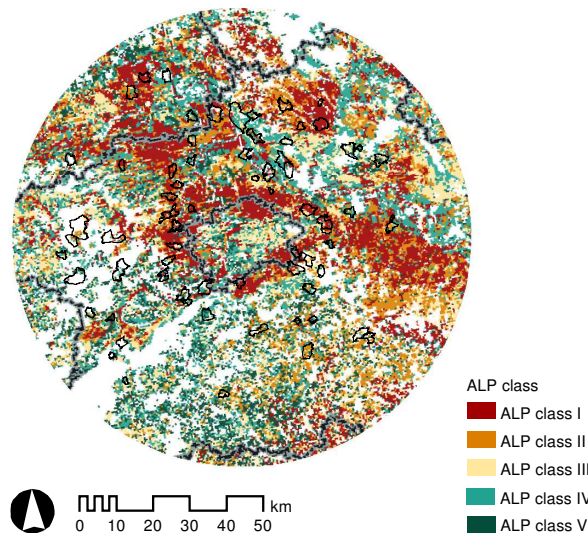 ALP class
ALP class I
ALP class II
ALP class III
ALP class IV
ALP class V
km
0 10 20 30 40 50